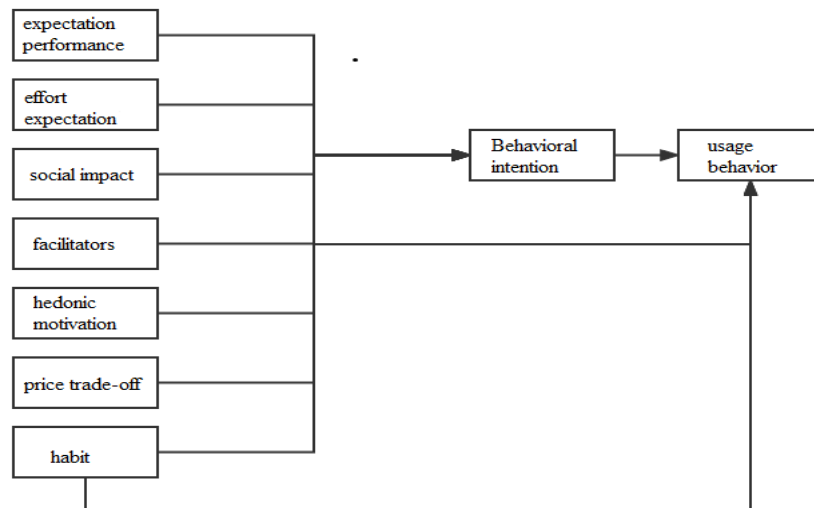 expectation
performance
effort
expectation
social impact
facilitators
hedonic
motivation
price trade-off
habit
Behavioral
intention
usage
behavior